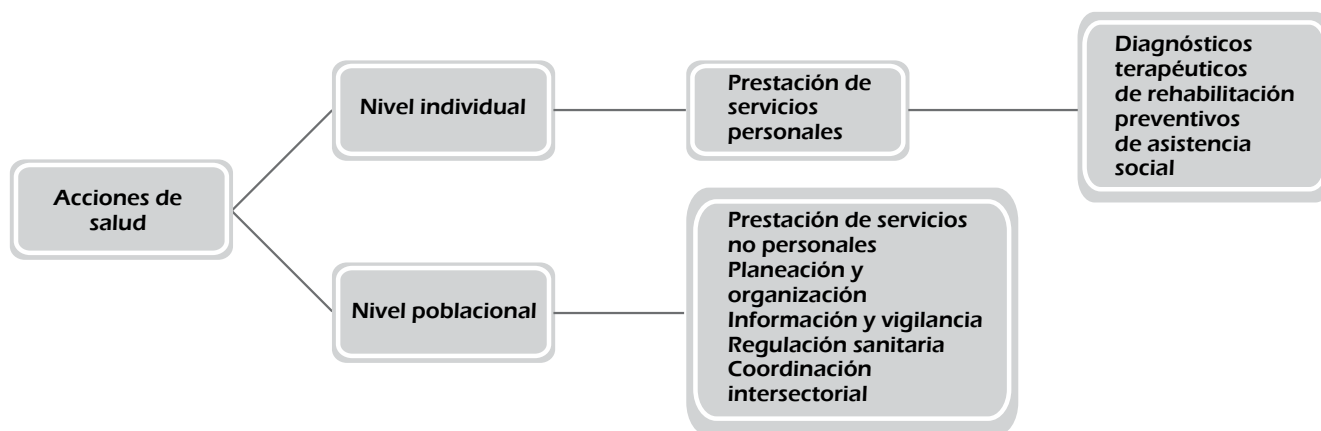 Acciones de
salud
Nivel individual
Prestación de
servicios
personales
Diagnósticos
terapéuticos
de rehabilitación
preventivos
de asistencia
social
Nivel poblacional
Prestación de servicios
no personales
Planeación y
organización
Información y vigilancia
Regulación sanitaria
Coordinación
intersectorial